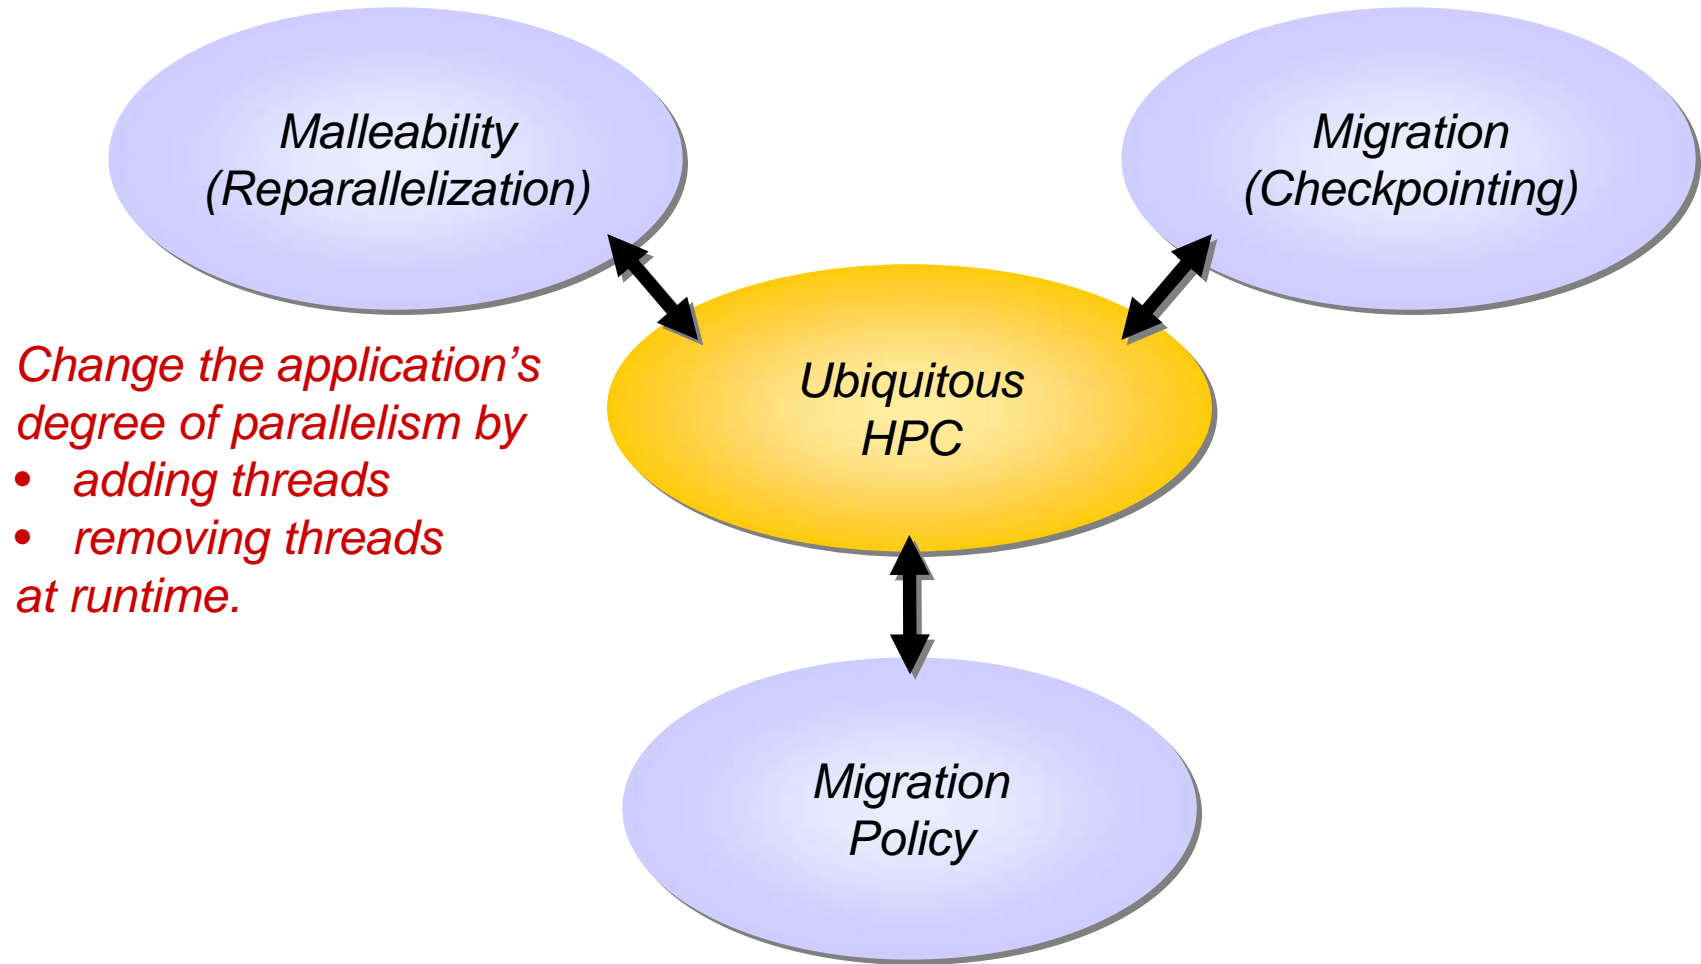 Malleability
(Reparallelization)
Migration
(Checkpointing)
Change the application’s
degree of parallelism by
• adding threads
• removing threads
at runtime.
Ubiquitous
HPC
Migration
Policy